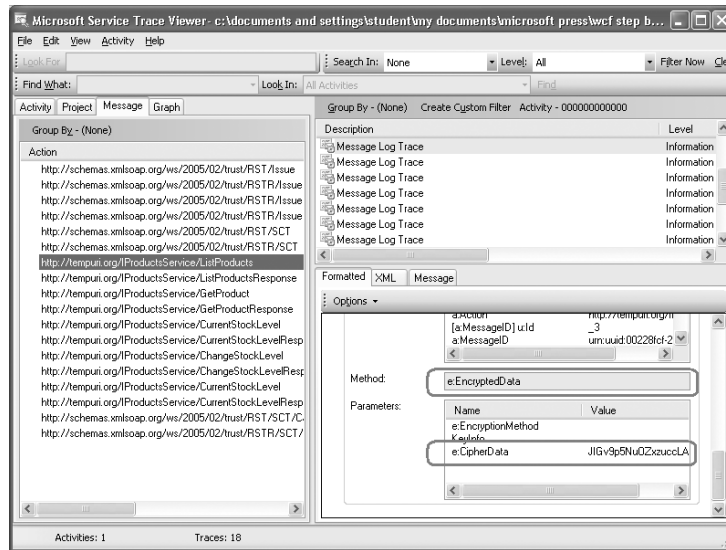 Microsoft Service Trace Viewer- c:\documents and settings\student\my documents\microsoft press\wcf step b...
File Edit View Activity Help
Look For
Search In: None
Level: All
Filter Now
Find What:
Look In: All Activities
Find
Activity Project Message Graph
Group By - (None)
Action
http://schemas.xmlsoap.org/ws/2005/02/trust/RST/Issue
http://schemas.xmlsoap.org/ws/2005/02/trust/RSTR/Issue
http://schemas.xmlsoap.org/ws/2005/02/trust/RSTR/Issue
http://schemas.xmlsoap.org/ws/2005/02/trust/RSTR/Issue
http://schemas.xmlsoap.org/ws/2005/02/trust/RST/SCT
http://schemas.xmlsoap.org/ws/2005/02/trust/RSTR/SCT
http://tempuri.org/IProductsService/ListProducts
http://tempuri.org/IProductsService/ListProductsResponse
http://tempuri.org/IProductsService/GetProduct
http://tempuri.org/IProductsService/GetProductResponse
http://tempuri.org/IProductsService/CurrentStockLevel
http://tempuri.org/IProductsService/CurrentStockLevelResp
http://tempuri.org/IProductsService/ChangeStockLevel
http://tempuri.org/IProductsService/ChangeStockLevelResp
http://tempuri.org/IProductsService/CurrentStockLevel
http://tempuri.org/IProductsService/CurrentStockLevelResp
http://schemas.xmlsoap.org/ws/2005/02/trust/RST/SCT/C
http://schemas.xmlsoap.org/ws/2005/02/trust/RSTR/SCT/
Group By - (None) Create Custom Filter Activity - 000000000000
Description Level
Message Log Trace Information
Message Log Trace Information
Message Log Trace Information
Message Log Trace Information
Message Log Trace Information
Message Log Trace Information
Message Log Trace Information
Formatted XML Message
Options
a:Action
[a:MessageID] u:Id _3
a:MessageID urn:uuid:00228fcf-2
Method: e:EncryptedData
Parameters:
Name Value
e:EncryptionMethod
KeyInfo
e:CipherData
Activities: 1 Traces: 18